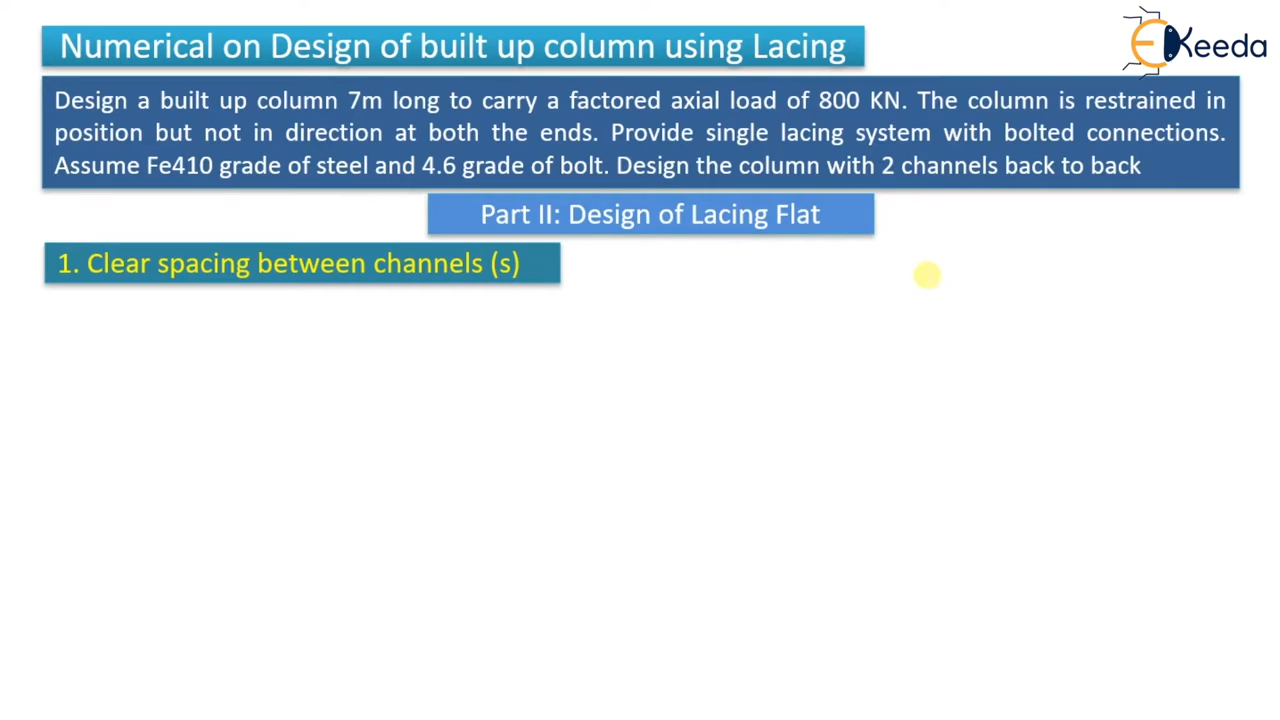 Keeda
Numerical on Design of built up column using Lacing
Design a built up column 7m long to carry a factored axial load of 800 KN. The column is restrained in
position but not in direction at both the ends. Provide single lacing system with bolted connections.
Assume Fe410 grade of steel and 4.6 grade of bolt. Design the column with 2 channels back to back
Part II: Design of Lacing Flat
1. Clear spacing between channels (s)